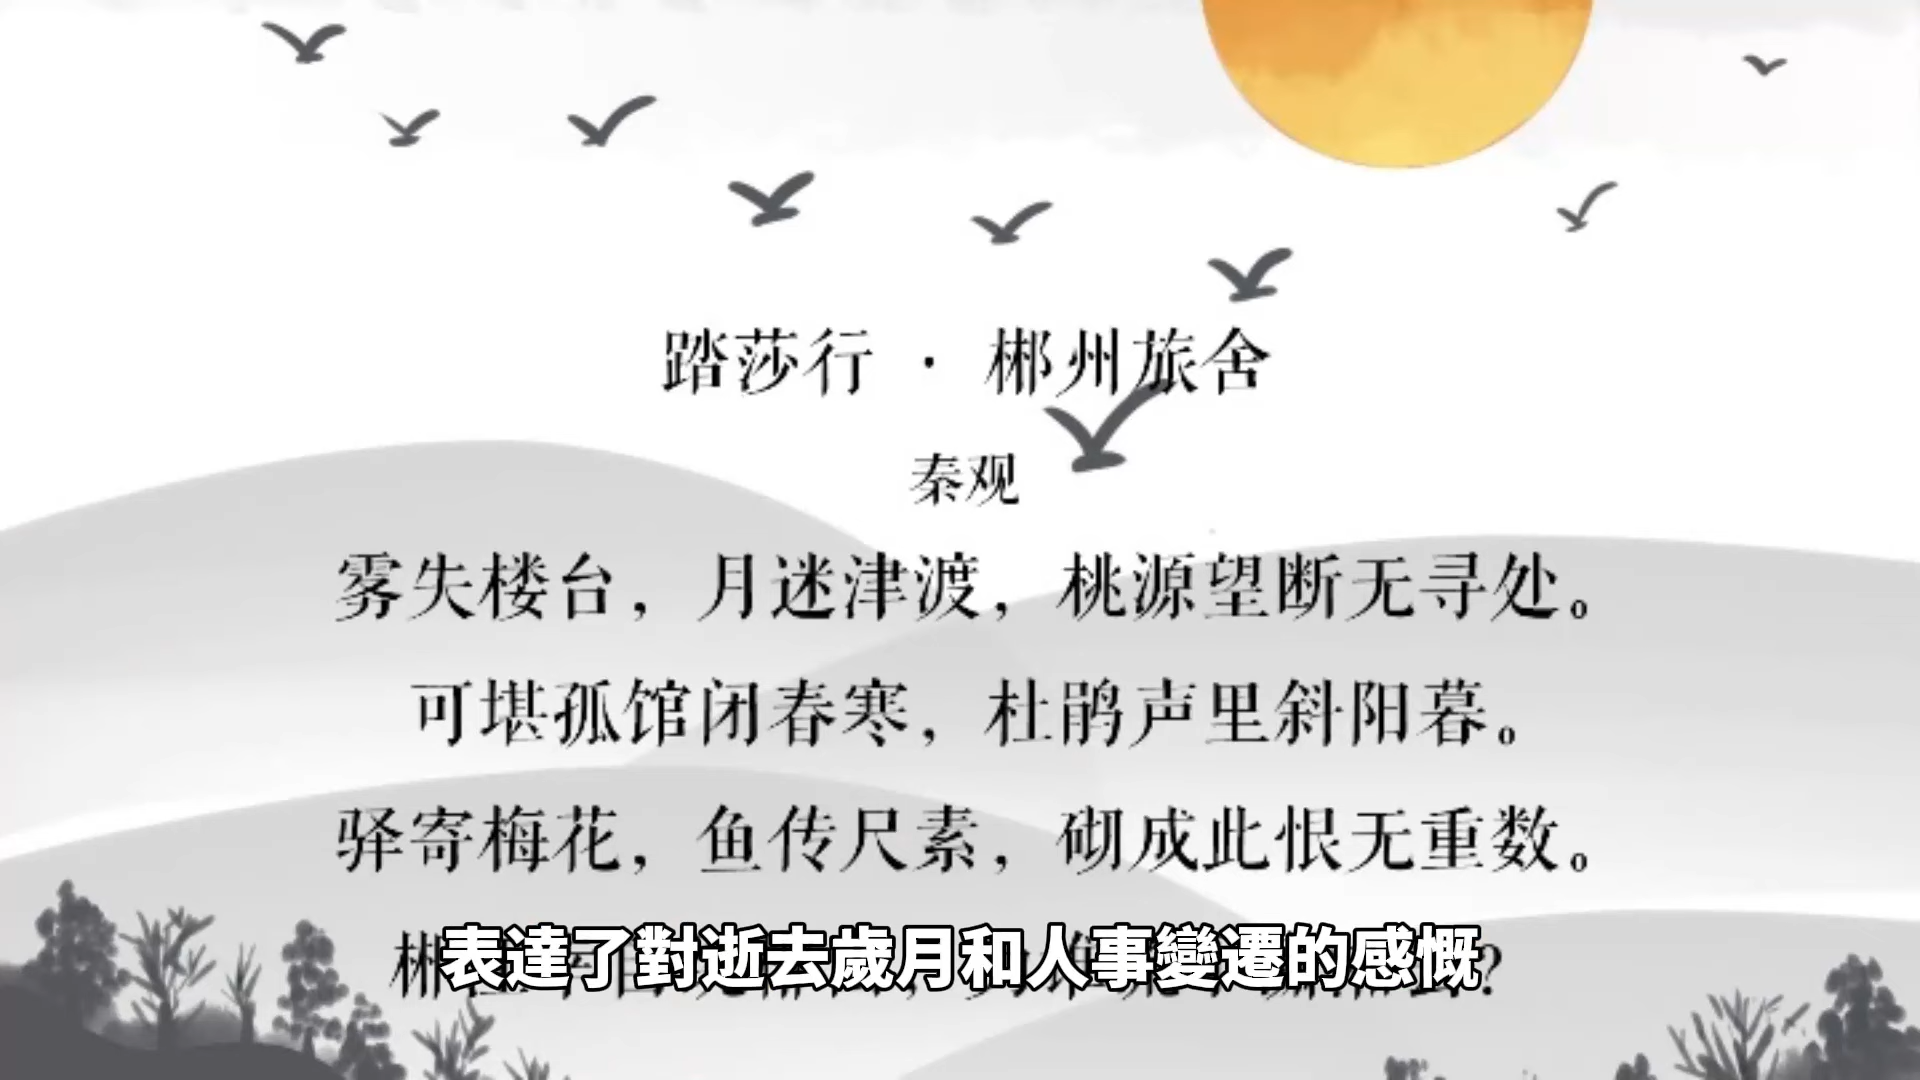 踏莎行 · 郴州旅舍
秦观
雾失楼台，月迷津渡，桃源望断无寻处。
可堪孤馆闭春寒，杜鹃声里斜阳暮。
驿寄梅花，鱼传尺素，砌成此恨无重数。
表達了對逝去歲月和人事變遷的感慨